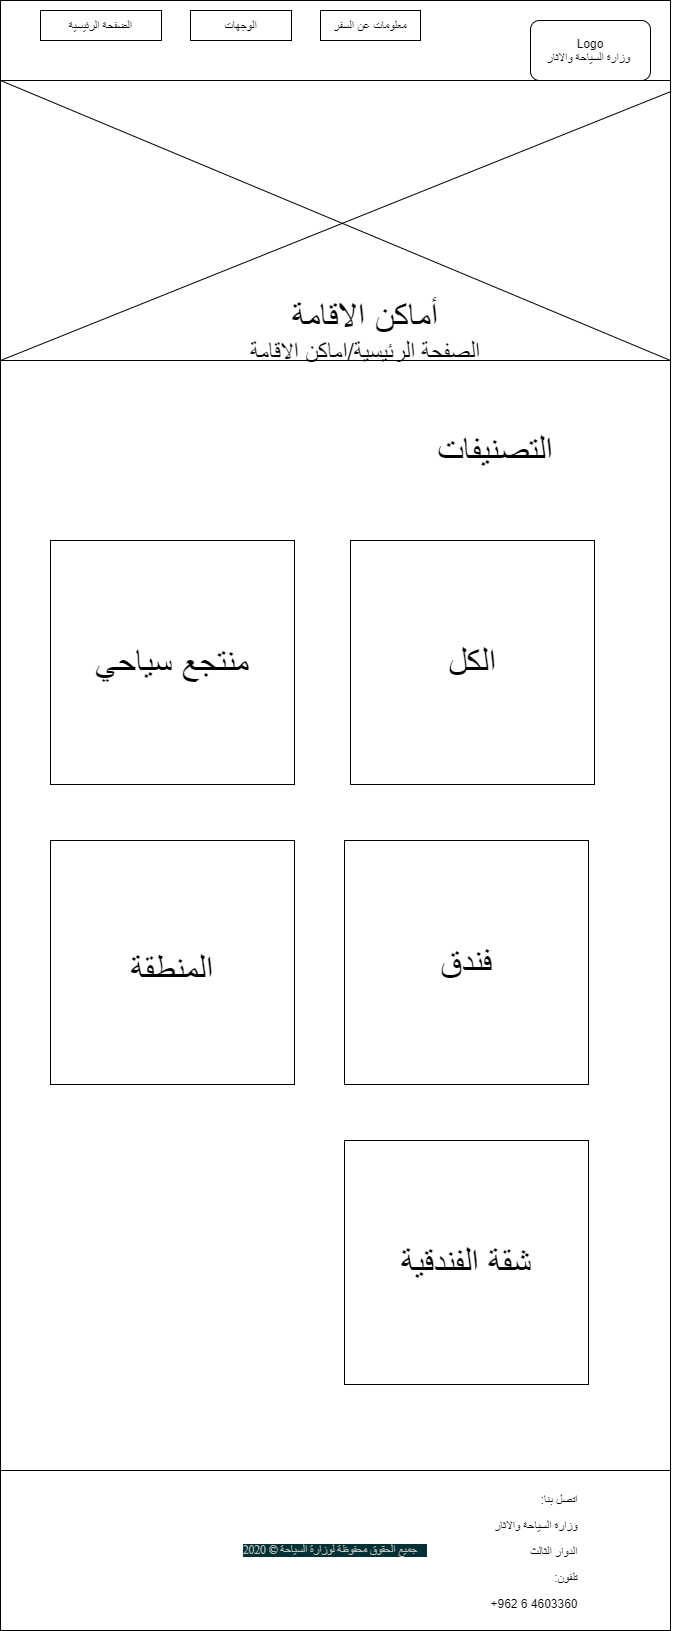 Logo
وزارة السياحة والاثار
معلومات عن السفر
الوجهات
الصفحة الرئيسية
أماكن الاقامة
الصفحة الرئيسية/اماكن الاقامة
التصنيفات
الكل
منتجع سياحي
فندق
المنطقة
شقة الفندقية
اتصل بنا:
وزارة السياحة والاثار
الدوار الثالث
تلفون:
+962 6 4603360
جميع الحقوق محفوظة لوزارة السياحة © 2020